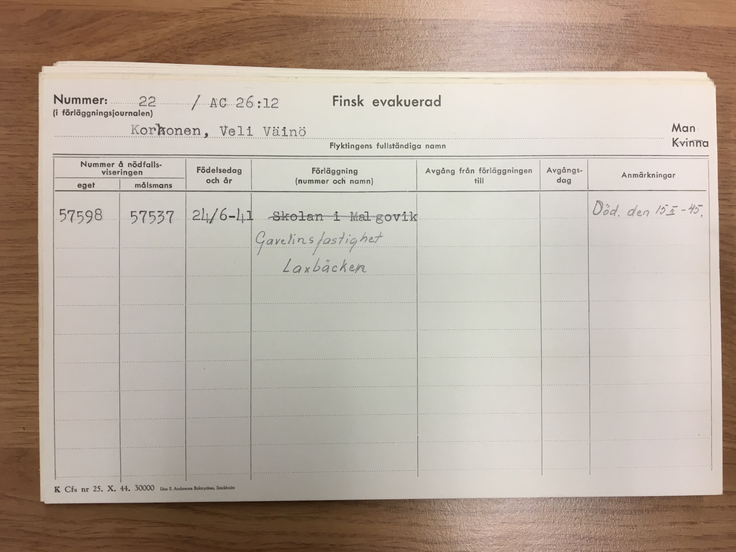 Nummer: 22 / AC 26:12 Finsk evakuerad
(i förläggningsjournalen)
Korhonen, Veli Väinö Man
Flyktingens fullständiga namn Kvinna
Nummer å nödfalls-viseringen Födelsedag och år Förläggning (nummer och namn) Avgång från förläggningen till Avgångs-dag Anmärkningar
eget målsmans
57598 57537 24/6-41 Skolan i Malgovik Död. den 15/X -45.
Gavelinsfastighet
Laxbäcken
K Cfs nr 25. X. 44. 30000